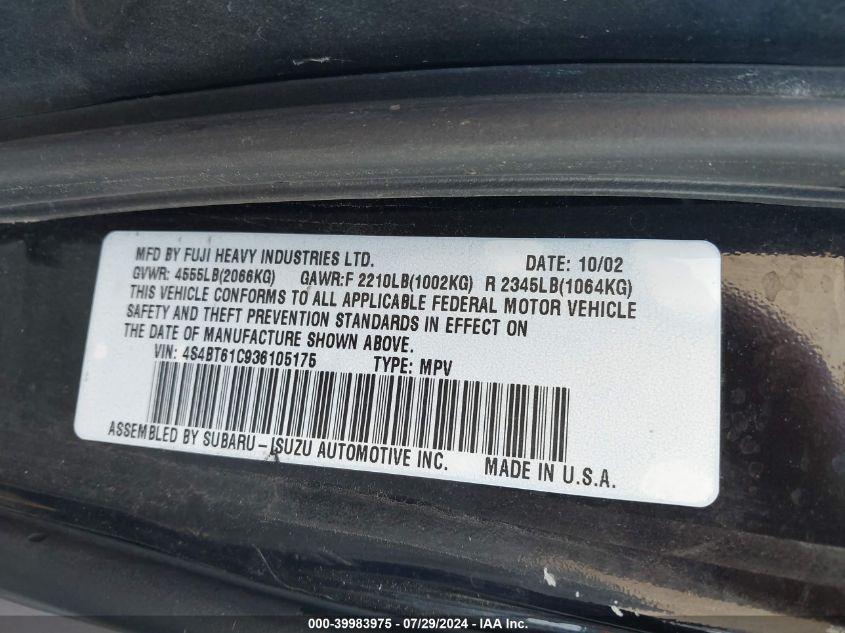 MFD BY FUJI HEAVY INDUSTRIES LTD. DATE: 10/02
GVWR: 4555LB(2066KG) GAWR:F 2210LB(1002KG) R 2345LB(1064KG)
THIS VEHICLE CONFORMS TO ALL APPLICABLE FEDERAL MOTOR VEHICLE
SAFETY AND THEFT PREVENTION STANDARDS IN EFFECT ON
THE DATE OF MANUFACTURE SHOWN ABOVE.
VIN: 4S4BT61C936105175 TYPE: MPV
ASSEMBLED BY SUBARU-ISUZU AUTOMOTIVE INC. MADE IN U.S.A.
000-39983975 / 07/29/2024 - IAA Inc.